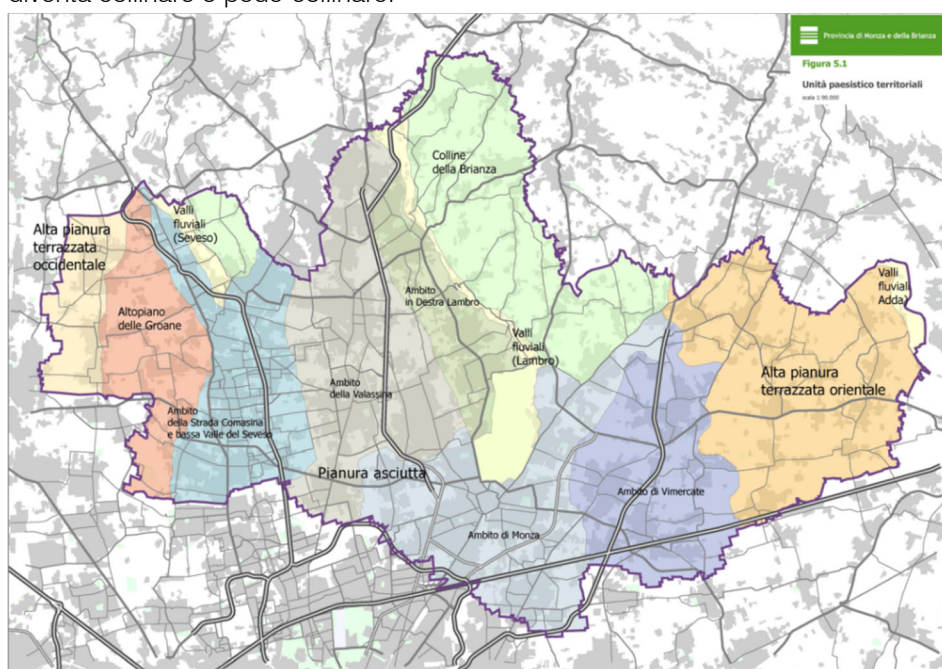 diventa collinare e pede-collinare.
Provincia di Monza e della Brianza
Figura 5.1
Unità paesistico territoriali
scala 1:90.000
Colline
della Brianza
Valli
fluviali
(Seveso)
Alta pianura
terrazzata
occidentale
Valli
fluviali
Adda)
Ambito
in Destra Lambro
Altopiano
delle Groane
Valli
fluviali
(Lambro)
Alta pianura
terrazzata orientale
Ambito
della Valassina
Ambito
della Strada Comasina
e bassa Valle del Seveso
Pianura asciutta
Ambito di Vimercate
Ambito di Monza